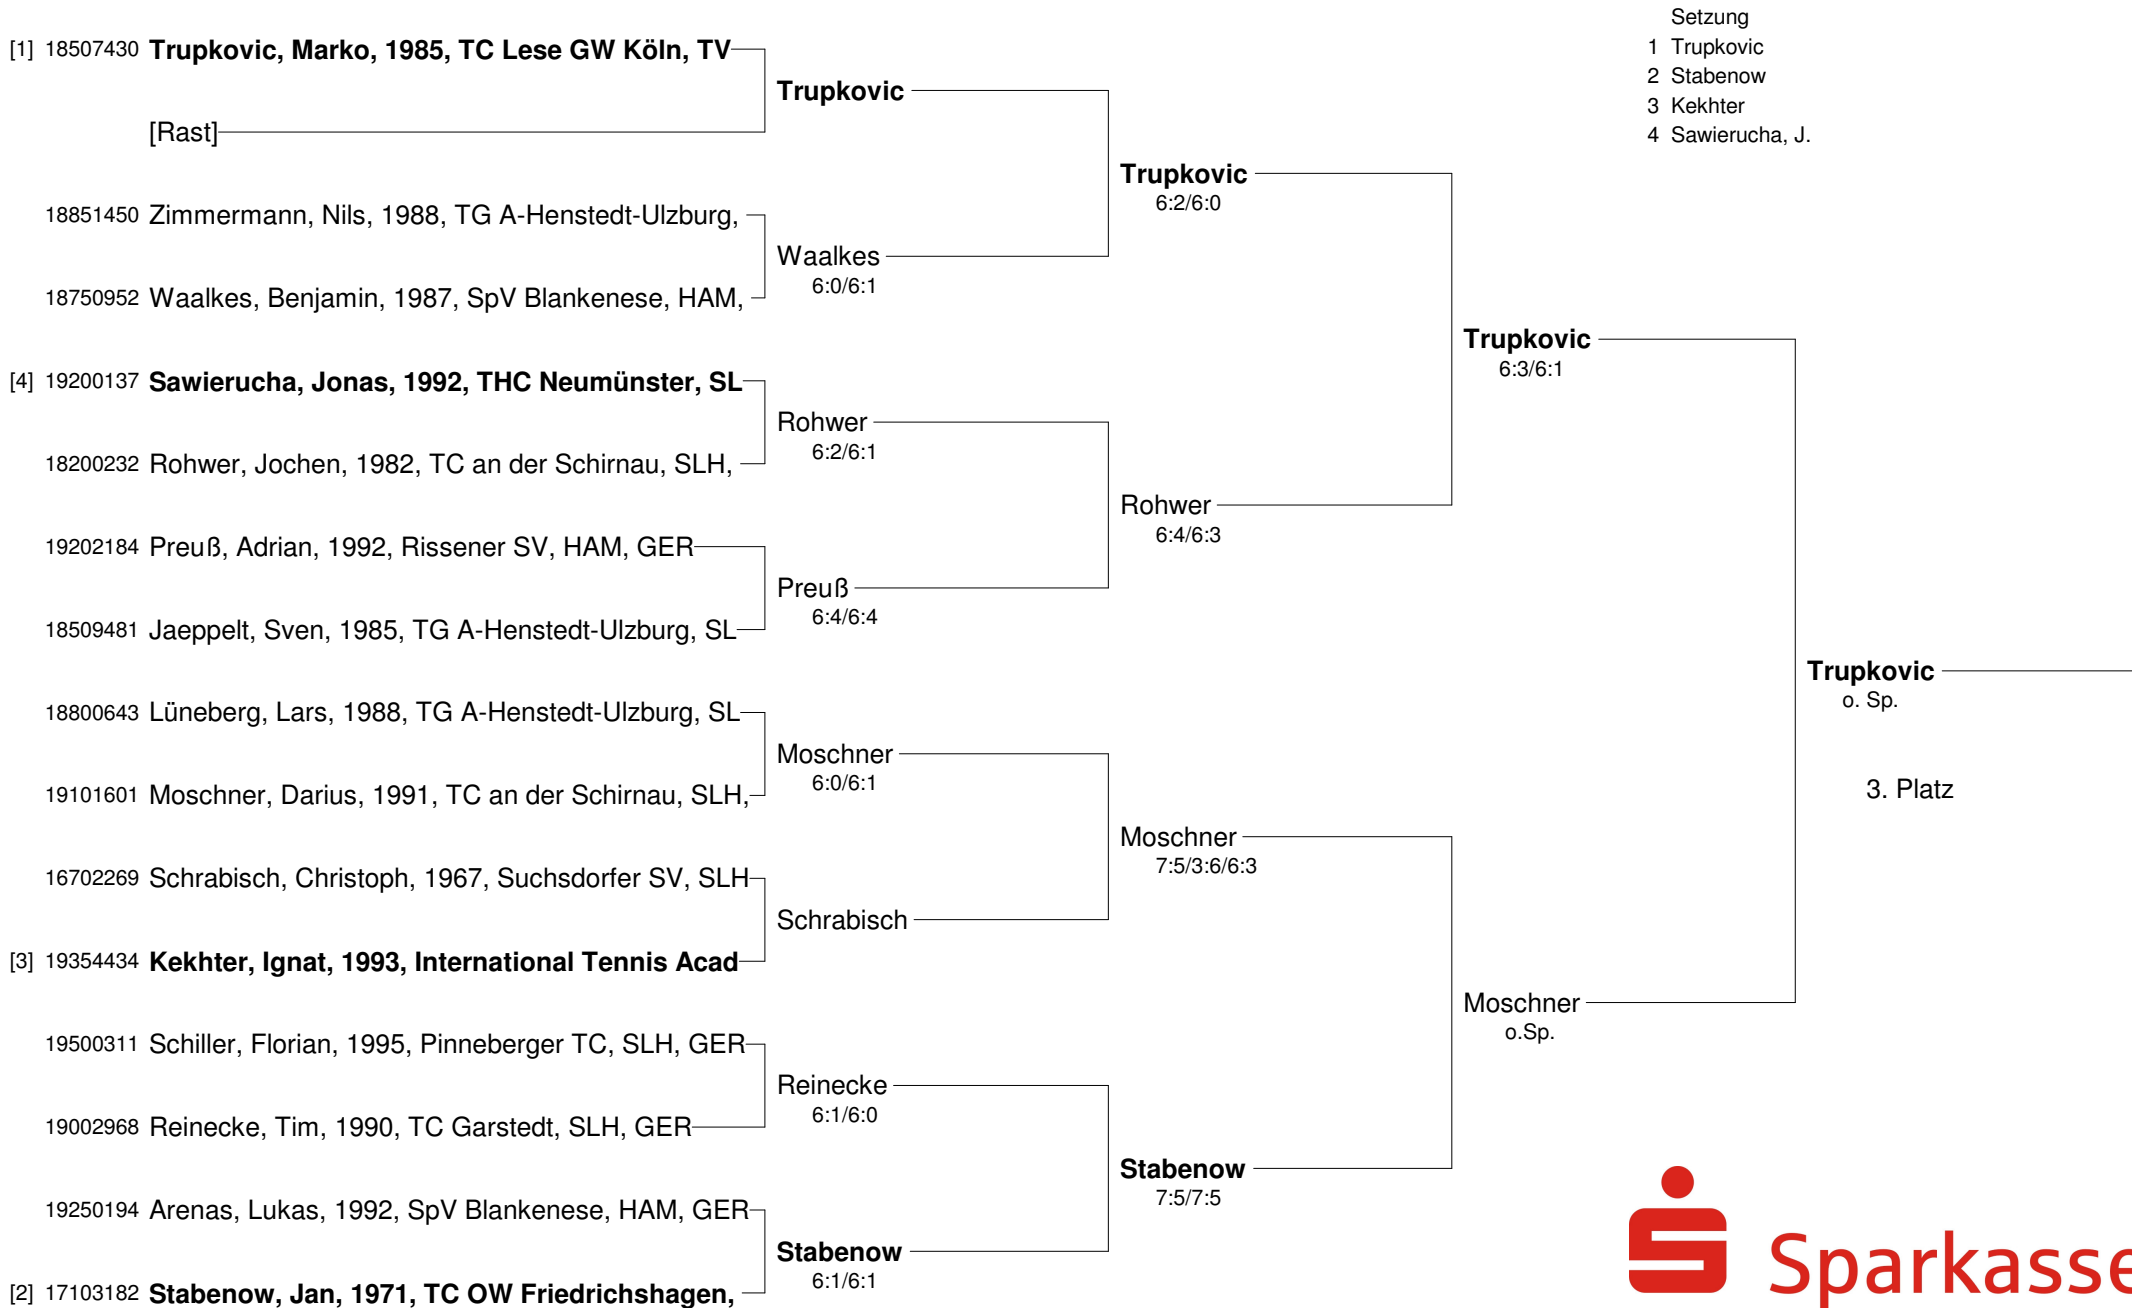 Setzung
1 Trupkovic
2 Stabenow
3 Kekhter
4 Sawierucha, J.
[1] 18507430 Trupkovic, Marko, 1985, TC Lese GW Köln, TV
[Rast]
18851450 Zimmermann, Nils, 1988, TG A-Henstedt-Ulzburg,
18750952 Waalkes, Benjamin, 1987, SpV Blankenese, HAM,
[4] 19200137 Sawierucha, Jonas, 1992, THC Neumünster, SL
18200232 Rohwer, Jochen, 1982, TC an der Schirnau, SLH,
19202184 Preuß, Adrian, 1992, Rissener SV, HAM, GER
18509481 Jaeppelt, Sven, 1985, TG A-Henstedt-Ulzburg, SL
18800643 Lüneberg, Lars, 1988, TG A-Henstedt-Ulzburg, SL
19101601 Moschner, Darius, 1991, TC an der Schirnau, SLH,
16702269 Schrabisch, Christoph, 1967, Suchsdorfer SV, SLH
[3] 19354434 Kekhter, Ignat, 1993, International Tennis Acad
19500311 Schiller, Florian, 1995, Pinneberger TC, SLH, GER
19002968 Reinecke, Tim, 1990, TC Garstedt, SLH, GER
19250194 Arenas, Lukas, 1992, SpV Blankenese, HAM, GER
[2] 17103182 Stabenow, Jan, 1971, TC OW Friedrichshagen,
Trupkovic
Waalkes
6:0/6:1
Rohwer
6:2/6:1
Preuß
6:4/6:4
Moschner
6:0/6:1
Schrabisch
Reinecke
6:1/6:0
Stabenow
6:1/6:1
Trupkovic
6:2/6:0
Rohwer
6:4/6:3
Moschner
7:5/3:6/6:3
Stabenow
7:5/7:5
Trupkovic
6:3/6:1
Moschner
o.Sp.
Trupkovic
o. Sp.
3. Platz
Sparkasse